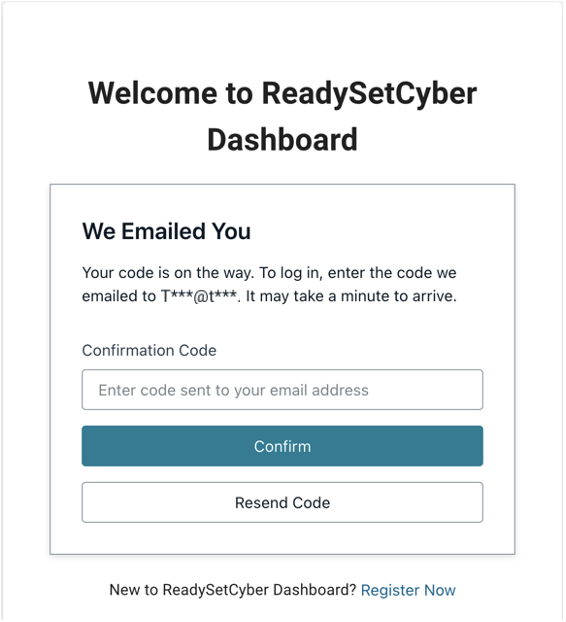 Welcome to ReadySetCyber
Dashboard
We Emailed You
Your code is on the way. To log in, enter the code we
emailed to T***@t***. It may take a minute to arrive.
Confirmation Code
Enter code sent to your email address
Confirm
Resend Code
New to ReadySetCyber Dashboard? Register Now